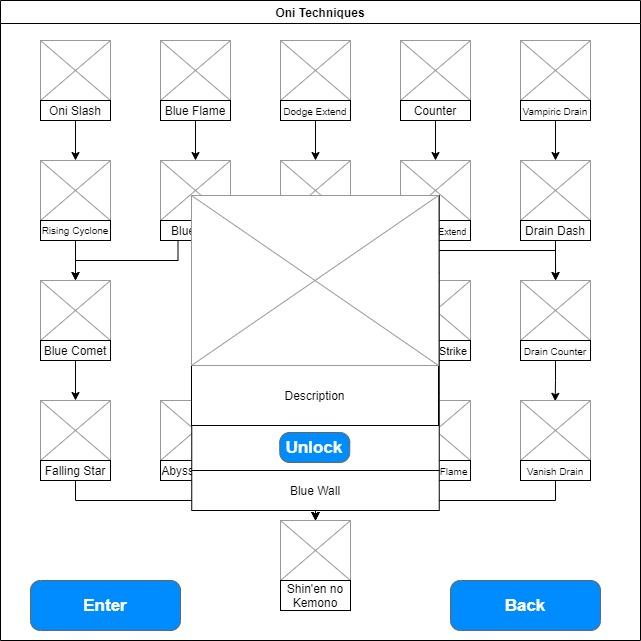 Oni Techniques
Oni Slash
Blue Flame
Dodge Extend
Counter
Vampiric Drain
Rising Cyclone
Blue
Extend
Drain Dash
Blue Comet
Strike
Drain Counter
Description
Unlock
Falling Star
Abyss
Flame
Vanish Drain
Blue Wall
Shin'en no
Kemono
Enter
Back